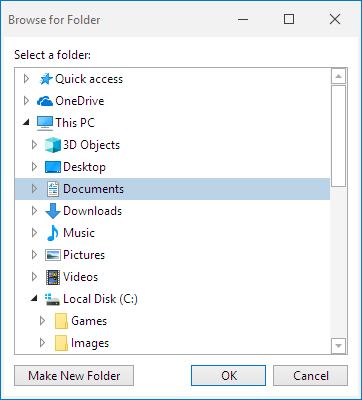 Browse for Folder
Select a folder:
Quick access
OneDrive
This PC
3D Objects
Desktop
Documents
Downloads
Music
Pictures
Videos
Local Disk (C:)
Games
Images
Make New Folder
OK
Cancel